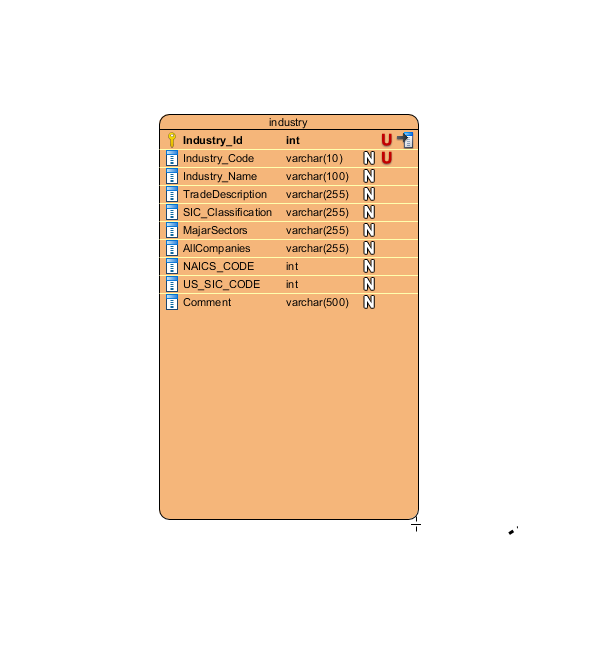 industry
Industry_Id int U
Industry_Code varchar(10) N U
Industry_Name varchar(100) N
TradeDescription varchar(255) N
SIC_Classification varchar(255) N
MajarSectors varchar(255) N
AllCompanies varchar(255) N
NAICS_CODE int N
US_SIC_CODE int N
Comment varchar(500) N